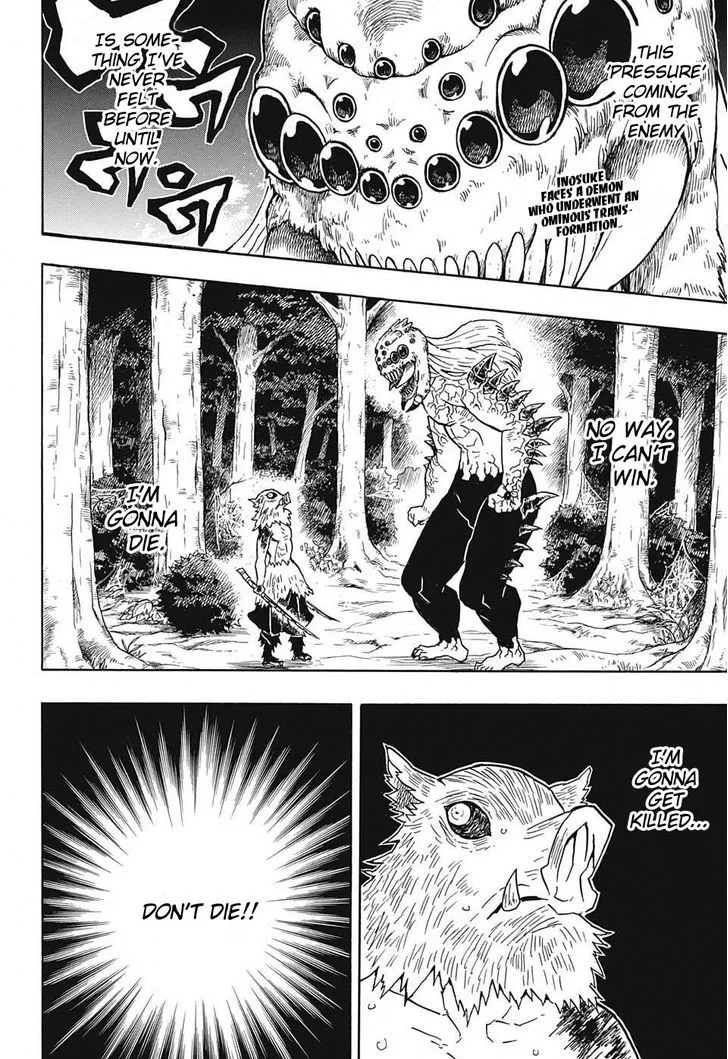 THIS
'PRESSURE'
COMING
FROM THE
ENEMY
INOSUKE
FACES A DEMON
WHO UNDERWENT AN
OMINOUS TRANS-
FORMATION..
IS SOME-
THING I'VE
NEVER
FELT
BEFORE
UNTIL
NOW.
NO WAY.
I CAN'T
WIN.
I'M
GONNA
DIE.
I'M
GONNA
GET
KILLED...
DON'T DIE!!